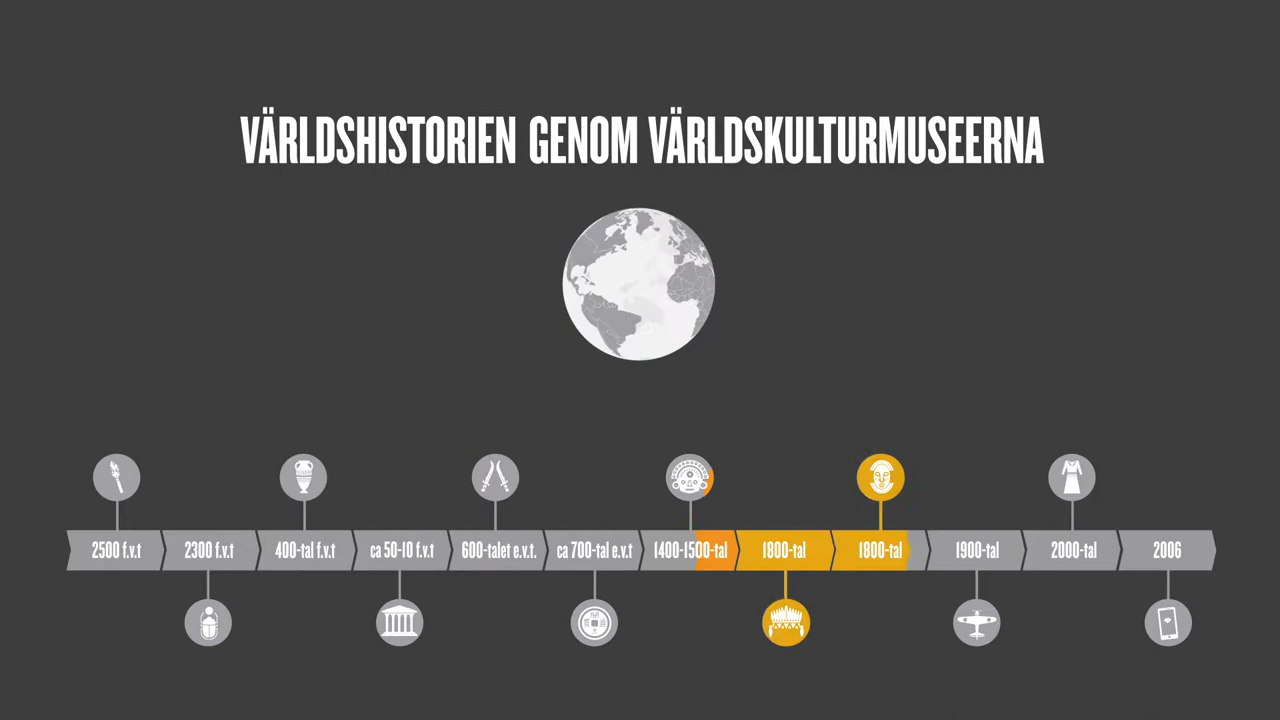 VÄRLDSHISTORIEN GENOM VÄRLDSKULTURMUSEERNA
2500 f.v.t
2300 f.v.t
400-tal f.v.t
ca 50-10 f.v.t
600-talet e.v.t.
ca 700-tal e.v.t
1400-1500-tal
1800-tal
1800-tal
1900-tal
2000-tal
2006